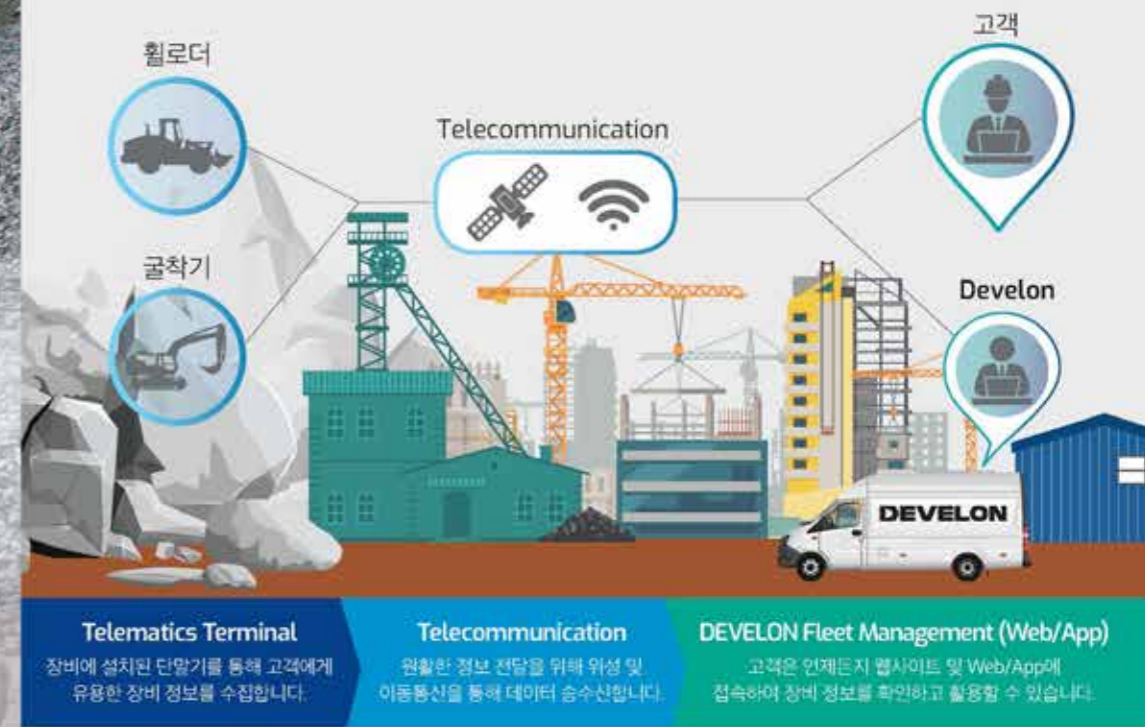 고객
휠로더
Telecommunication
굴착기
Develon
DEVELON
Telematics Terminal
장비에 설치된 단말기를 통해 고객에게
유용한 장비 정보를 수집합니다.
Telecommunication
원활한 정보 전달을 위해 위성 및
이동통신을 통해 데이터 송수신합니다.
DEVELON Fleet Management (Web/App)
고객은 언제든지 웹사이트 및 Web/App에
접속하여 장비 정보를 확인하고 활용할 수 있습니다.